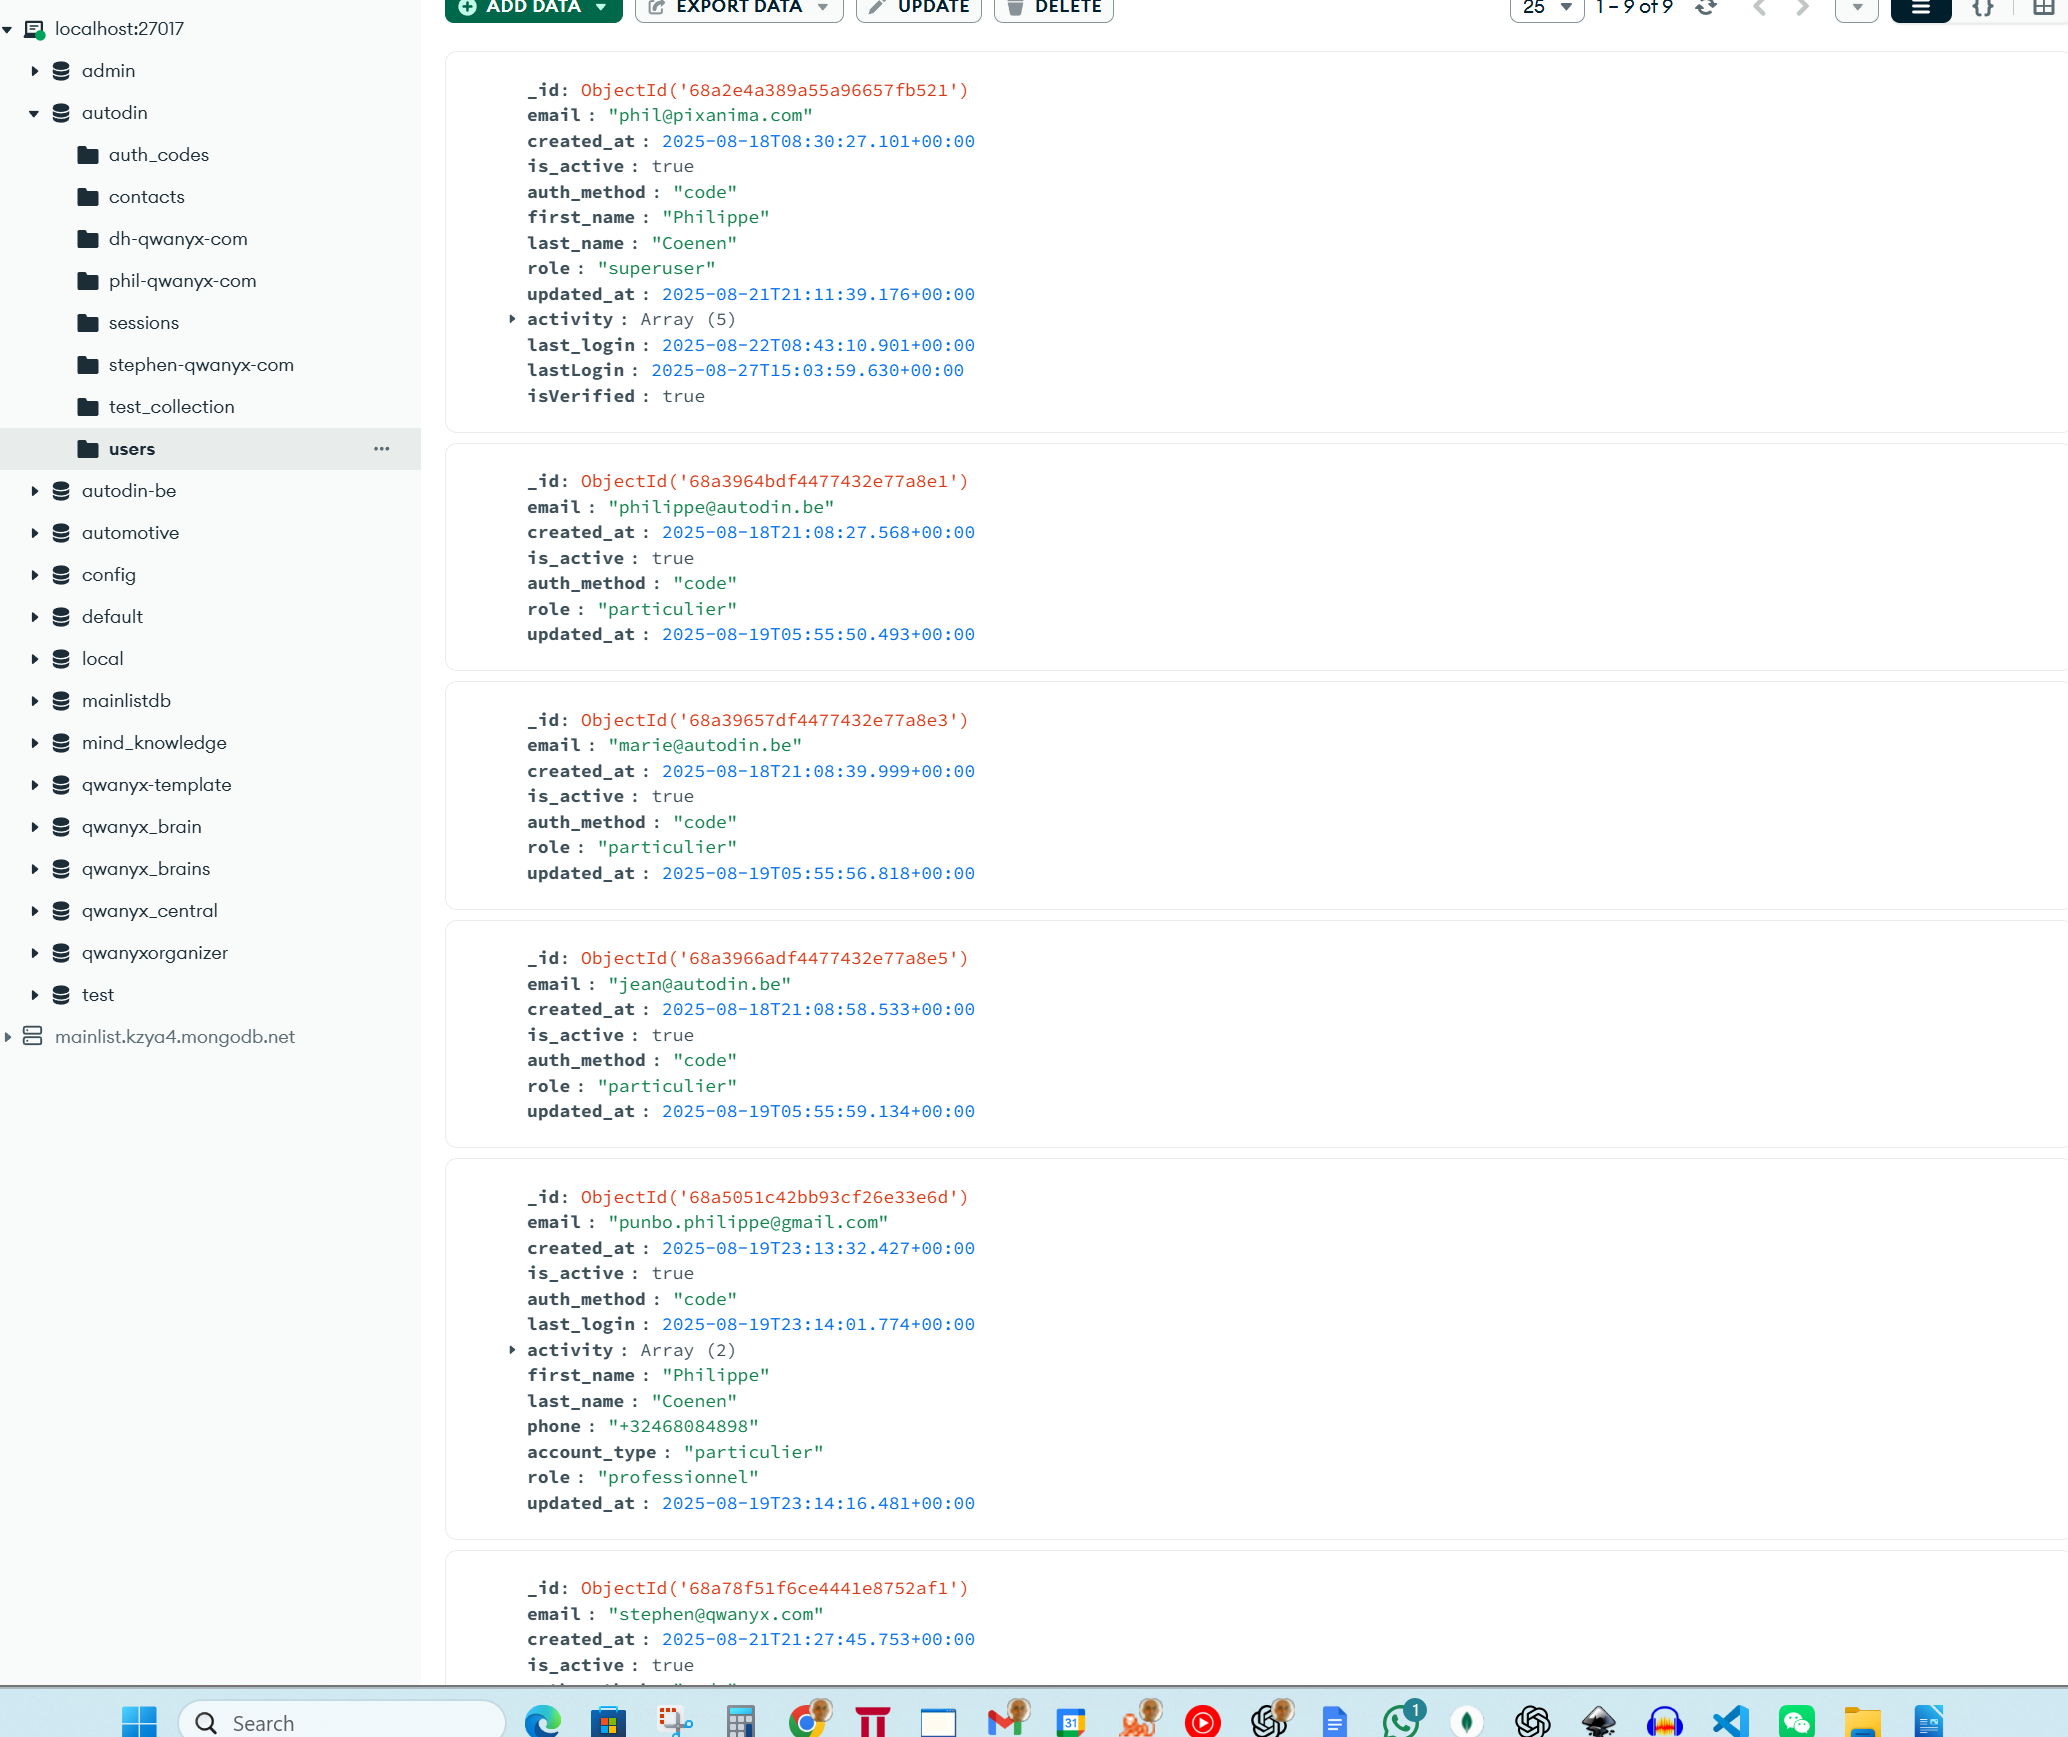 localhost:27017
admin
autodin
auth_codes
contacts
dh-qwanyx-com
phil-qwanyx-com
sessions
stephen-qwanyx-com
test_collection
users
autodin-be
automotive
config
default
local
mainlistdb
mind_knowledge
qwanyx-template
qwanyx_brain
qwanyx_brains
qwanyx_central
qwanyxorganizer
test
mainlist.kzya4.mongodb.net
ADD DATA EXPORT DATA UPDATE DELETE 25 1 – 9 of 9
_id: ObjectId('68a2e4a389a55a96657fb521')
email : "phil@pixanima.com"
created_at : 2025-08-18T08:30:27.101+00:00
is_active : true
auth_method : "code"
first_name : "Philippe"
last_name : "Coenen"
role : "superuser"
updated_at : 2025-08-21T21:11:39.176+00:00
activity : Array (5)
last_login : 2025-08-22T08:43:10.901+00:00
lastLogin : 2025-08-27T15:03:59.630+00:00
isVerified : true
_id: ObjectId('68a3964bdf4477432e77a8e1')
email : "philippe@autodin.be"
created_at : 2025-08-18T21:08:27.568+00:00
is_active : true
auth_method : "code"
role : "particulier"
updated_at : 2025-08-19T05:55:50.493+00:00
_id: ObjectId('68a39657df4477432e77a8e3')
email : "marie@autodin.be"
created_at : 2025-08-18T21:08:39.999+00:00
is_active : true
auth_method : "code"
role : "particulier"
updated_at : 2025-08-19T05:55:56.818+00:00
_id: ObjectId('68a3966adf4477432e77a8e5')
email : "jean@autodin.be"
created_at : 2025-08-18T21:08:58.533+00:00
is_active : true
auth_method : "code"
role : "particulier"
updated_at : 2025-08-19T05:55:59.134+00:00
_id: ObjectId('68a5051c42bb93cf26e33e6d')
email : "punbo.philippe@gmail.com"
created_at : 2025-08-19T23:13:32.427+00:00
is_active : true
auth_method : "code"
last_login : 2025-08-19T23:14:01.774+00:00
activity : Array (2)
first_name : "Philippe"
last_name : "Coenen"
phone : "+32468084898"
account_type : "particulier"
role : "professionnel"
updated_at : 2025-08-19T23:14:16.481+00:00
_id: ObjectId('68a78f51f6ce4441e8752af1')
email : "stephen@qwanyx.com"
created_at : 2025-08-21T21:27:45.753+00:00
is_active : true
Search
31
1